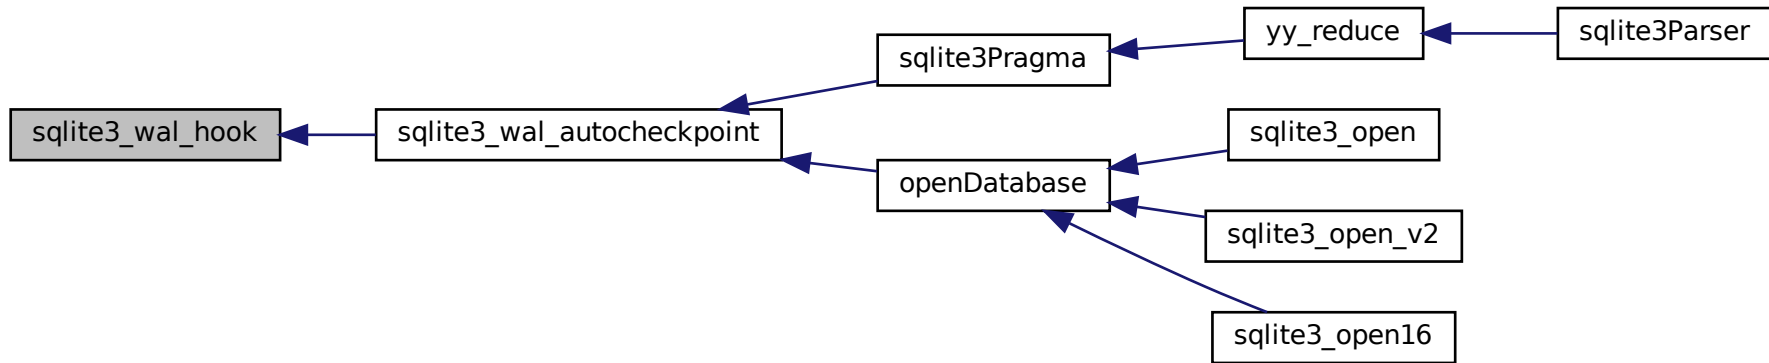 sqlite3_wal_hook
sqlite3_wal_autocheckpoint
sqlite3Pragma
yy_reduce
sqlite3Parser
openDatabase
sqlite3_open
sqlite3_open_v2
sqlite3_open16